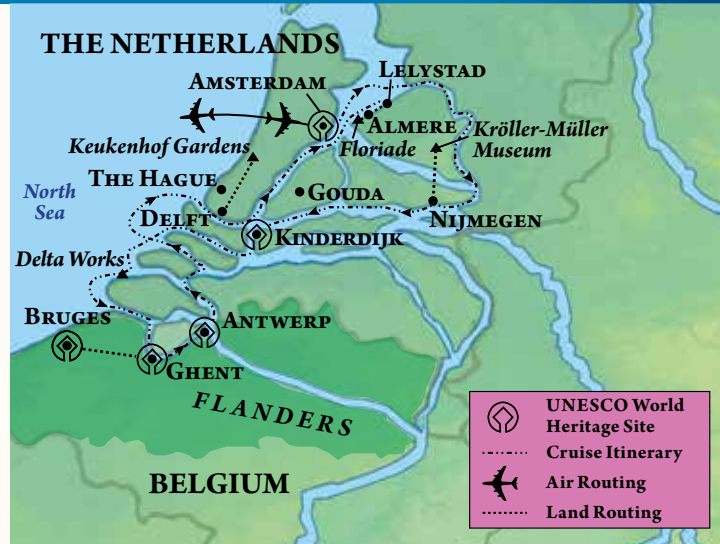 THE NETHERLANDS
AMSTERDAM
LELYSTAD
ALMERE
Floriade
Kröller-Müller
Museum
Keukenhof Gardens
THE HAGUE
North
Sea
GOUDA
DELFT
NIJMEGEN
KINDERDIJK
Delta Works
BRUGES
ANTWERP
GHENT
FLANDERS
BELGIUM
UNESCO World
Heritage Site
Cruise Itinerary
Air Routing
Land Routing